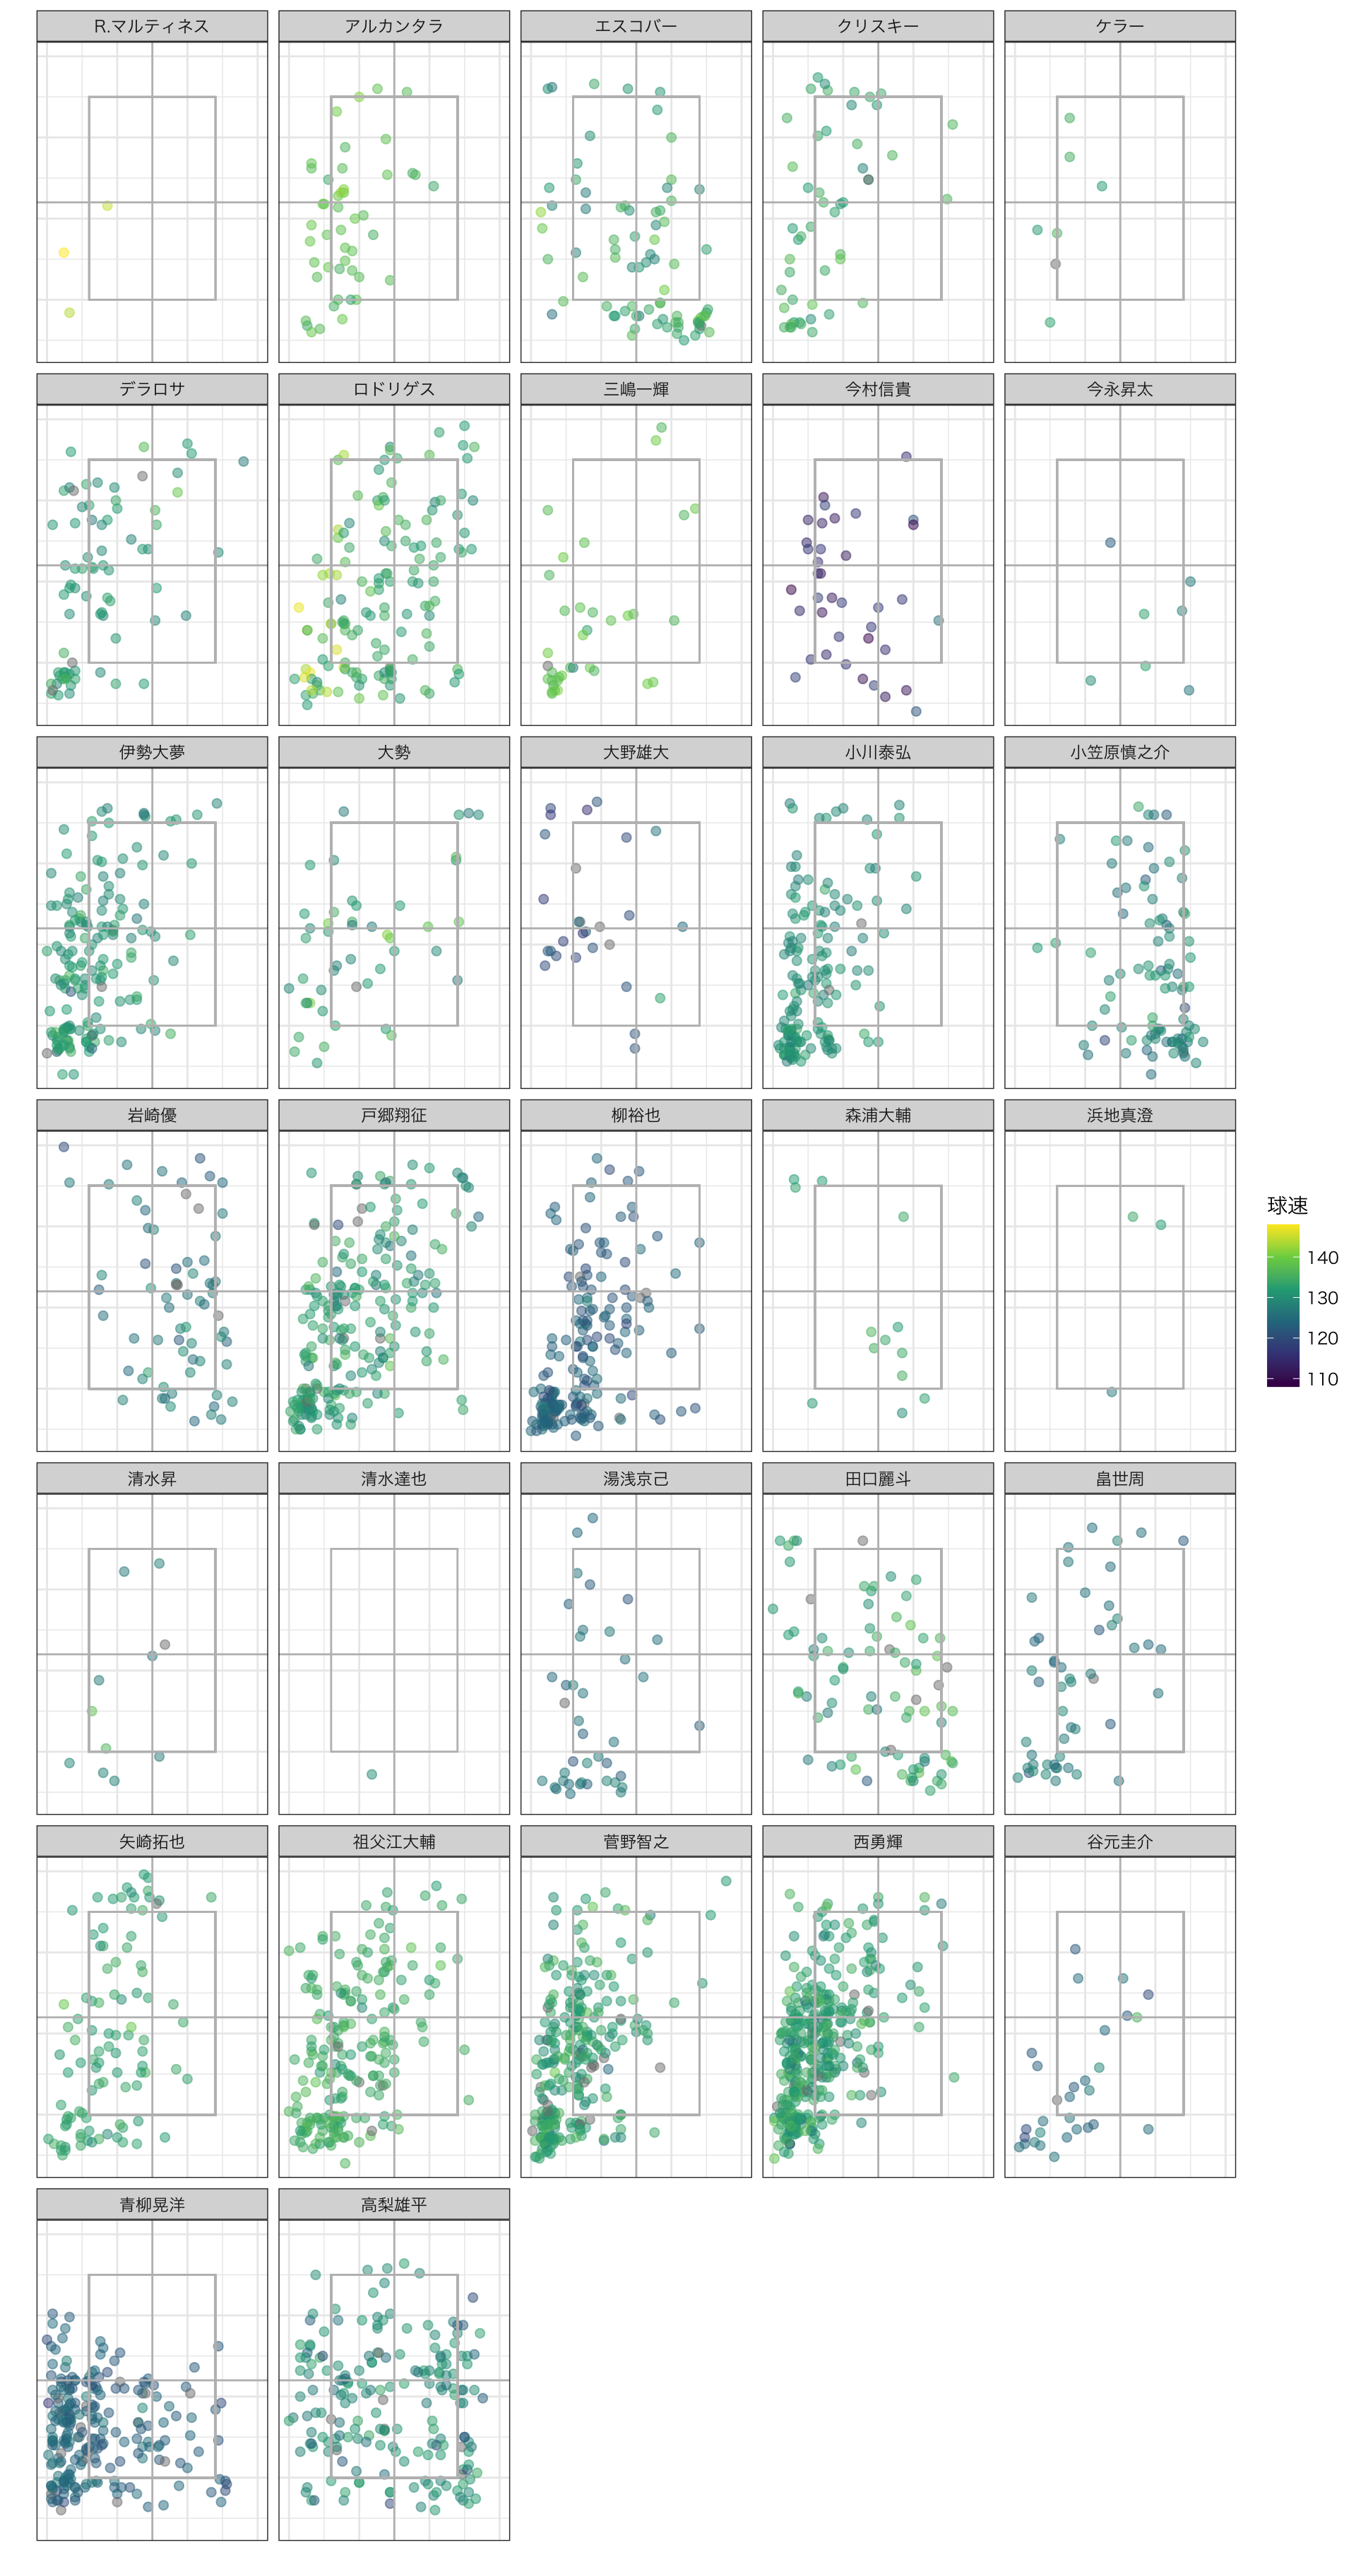 R.マルティネス
アルカンタラ
エスコバー
クリスキー
ケラー
デラロサ
ロドリゲス
三嶋一輝
今村信貴
今永昇太
伊勢大夢
大勢
大野雄大
小川泰弘
小笠原慎之介
岩崎優
戸郷翔征
柳裕也
森浦大輔
浜地真澄
球速
140
130
120
110
清水昇
清水達也
湯浅京己
田口麗斗
畠世周
矢崎拓也
祖父江大輔
菅野智之
西勇輝
谷元圭介
青柳晃洋
高梨雄平